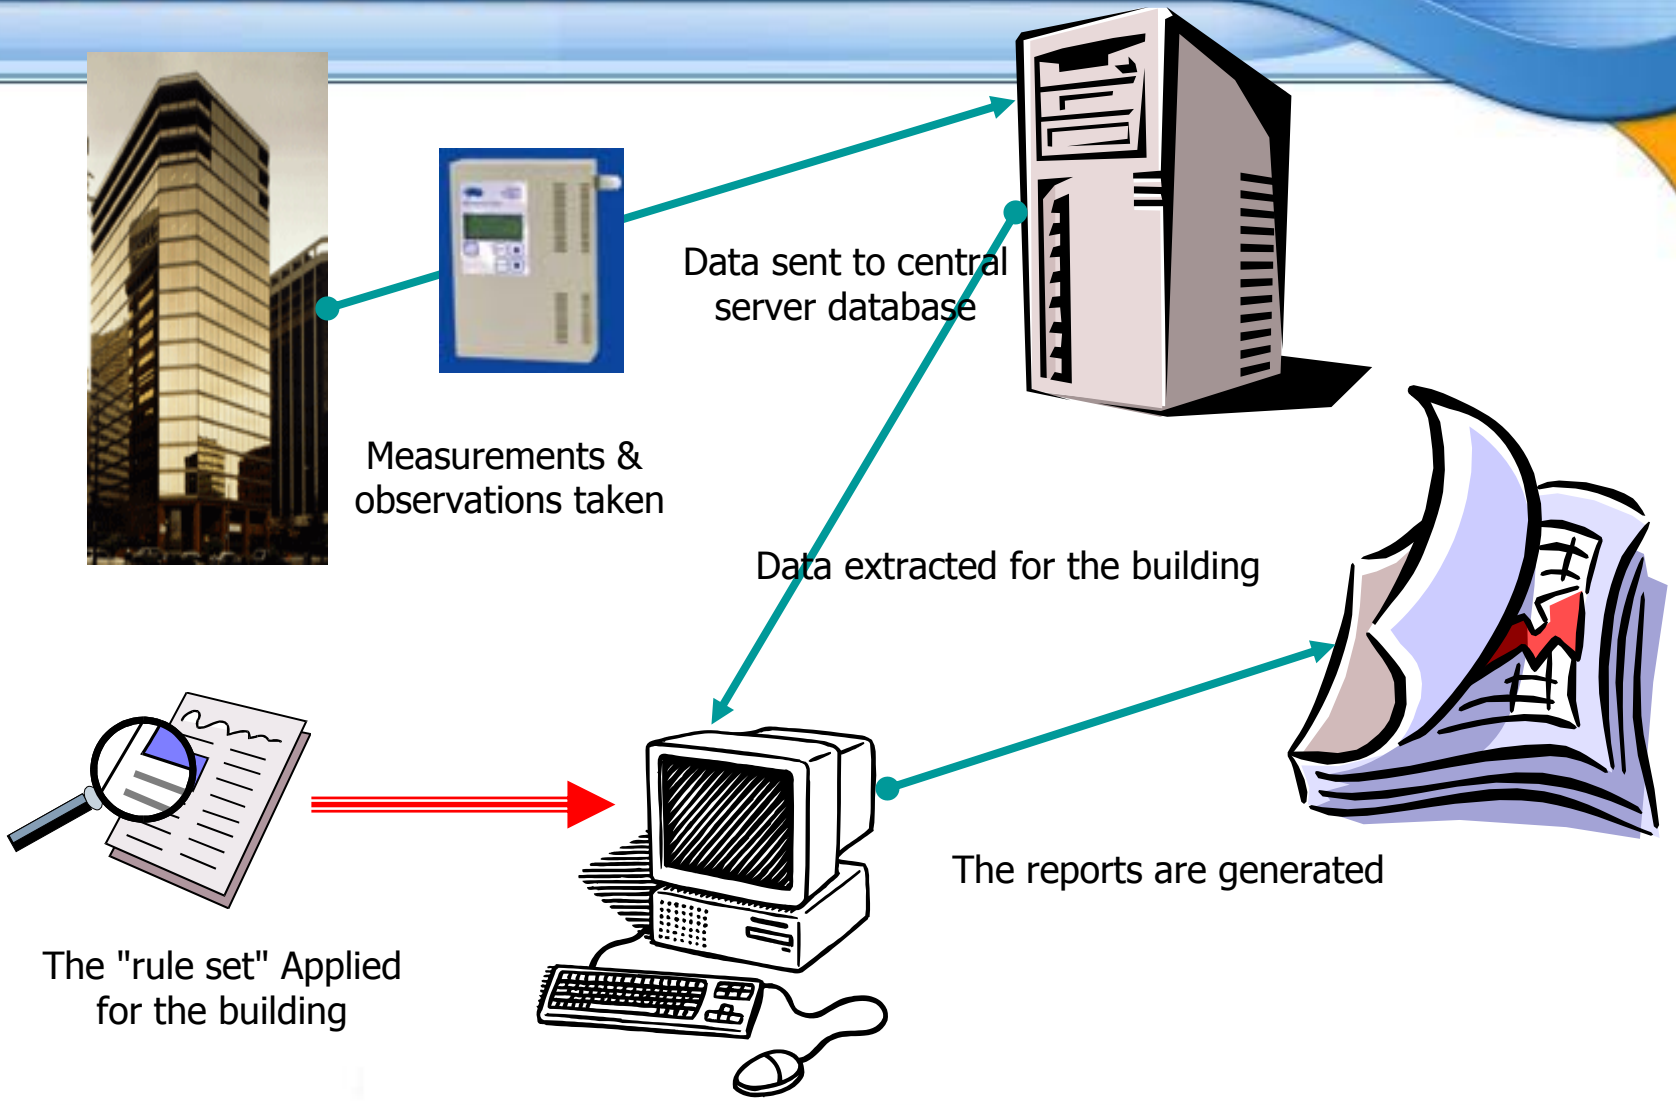 Data sent to central
server database
Measurements &
observations taken
Data extracted for the building
The reports are generated
The "rule set" Applied
for the building